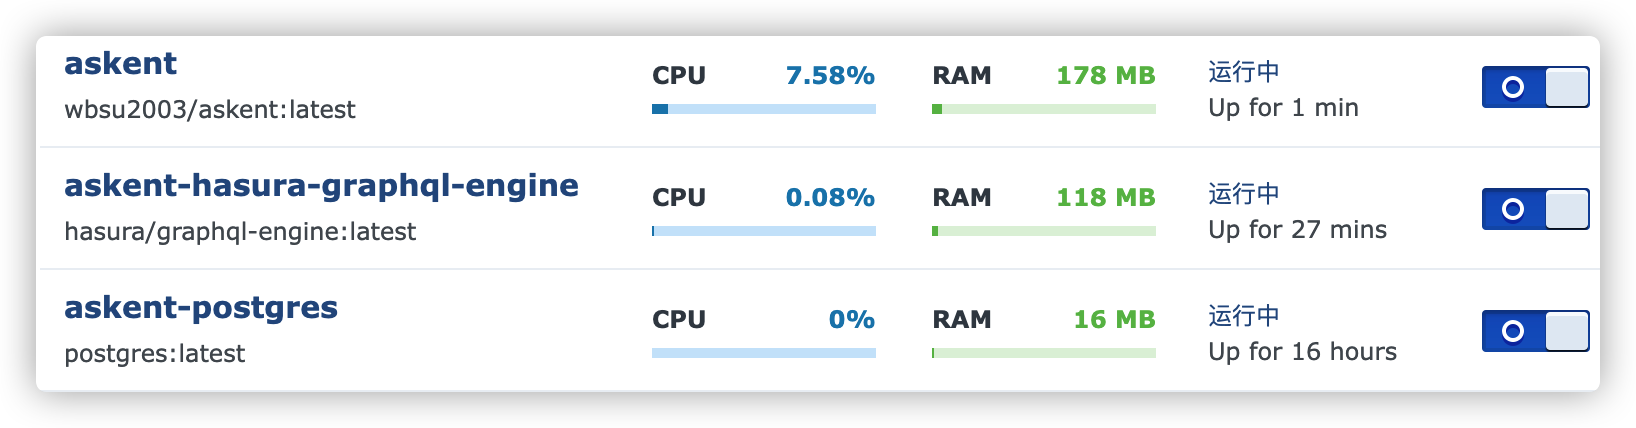 askent
wbsu2003/askent:latest
CPU 7.58%
RAM 178 MB
运行中
Up for 1 min
askent-hasura-graphql-engine
hasura/graphql-engine:latest
CPU 0.08%
RAM 118 MB
运行中
Up for 27 mins
askent-postgres
postgres:latest
CPU 0%
RAM 16 MB
运行中
Up for 16 hours